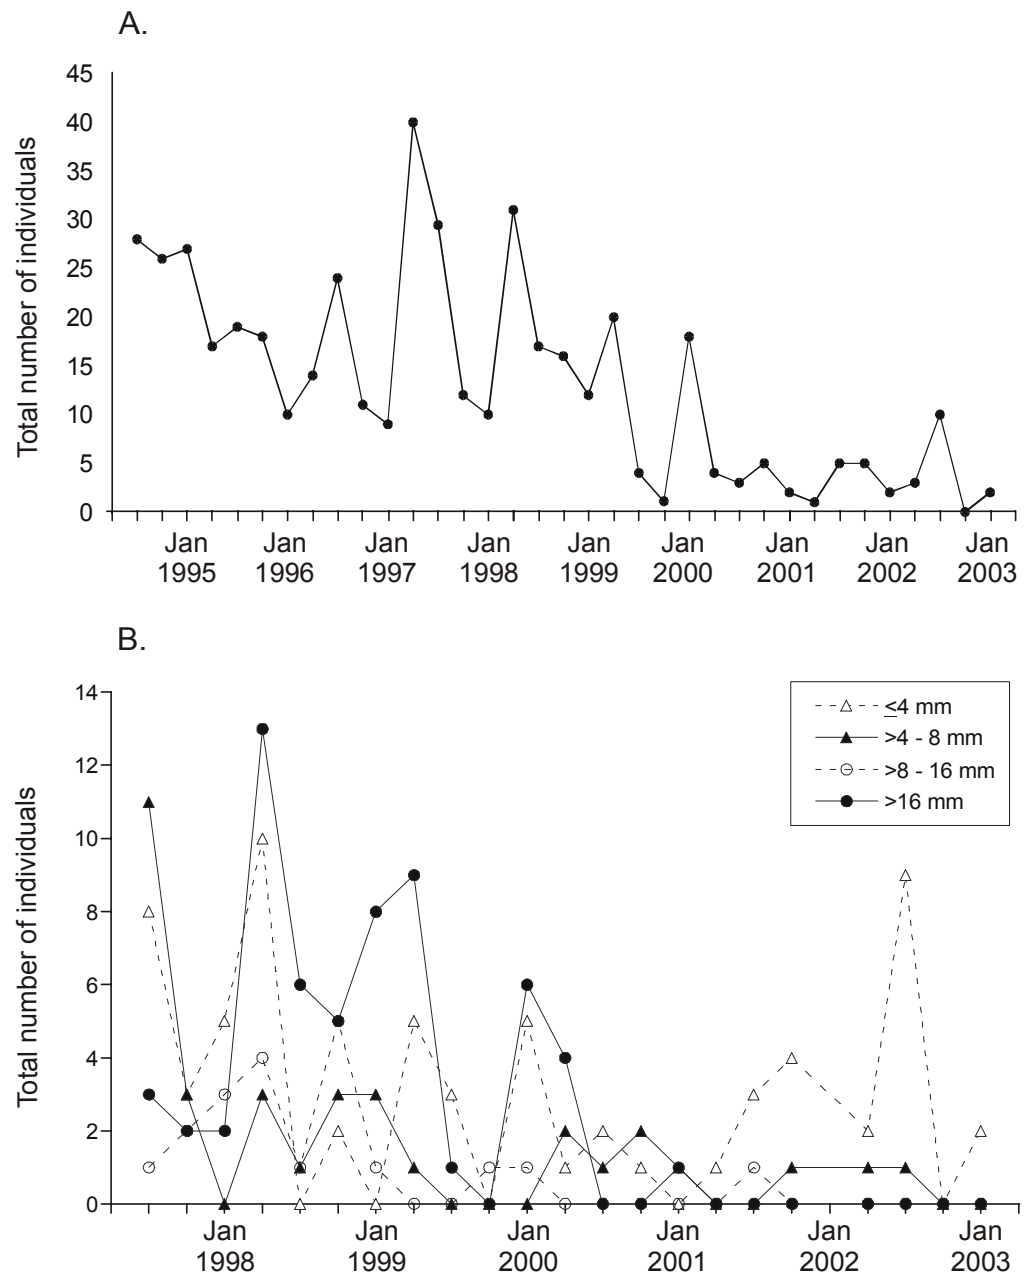 A.
Total number of individuals
45
40
35
30
25
20
15
10
5
0
Jan Jan Jan Jan Jan Jan Jan Jan Jan
1995 1996 1997 1998 1999 2000 2001 2002 2003
B.
Total number of individuals
14
12
10
8
6
4
2
0
≤4 mm
>4 - 8 mm
>8 - 16 mm
>16 mm
Jan Jan Jan Jan Jan Jan
1998 1999 2000 2001 2002 2003